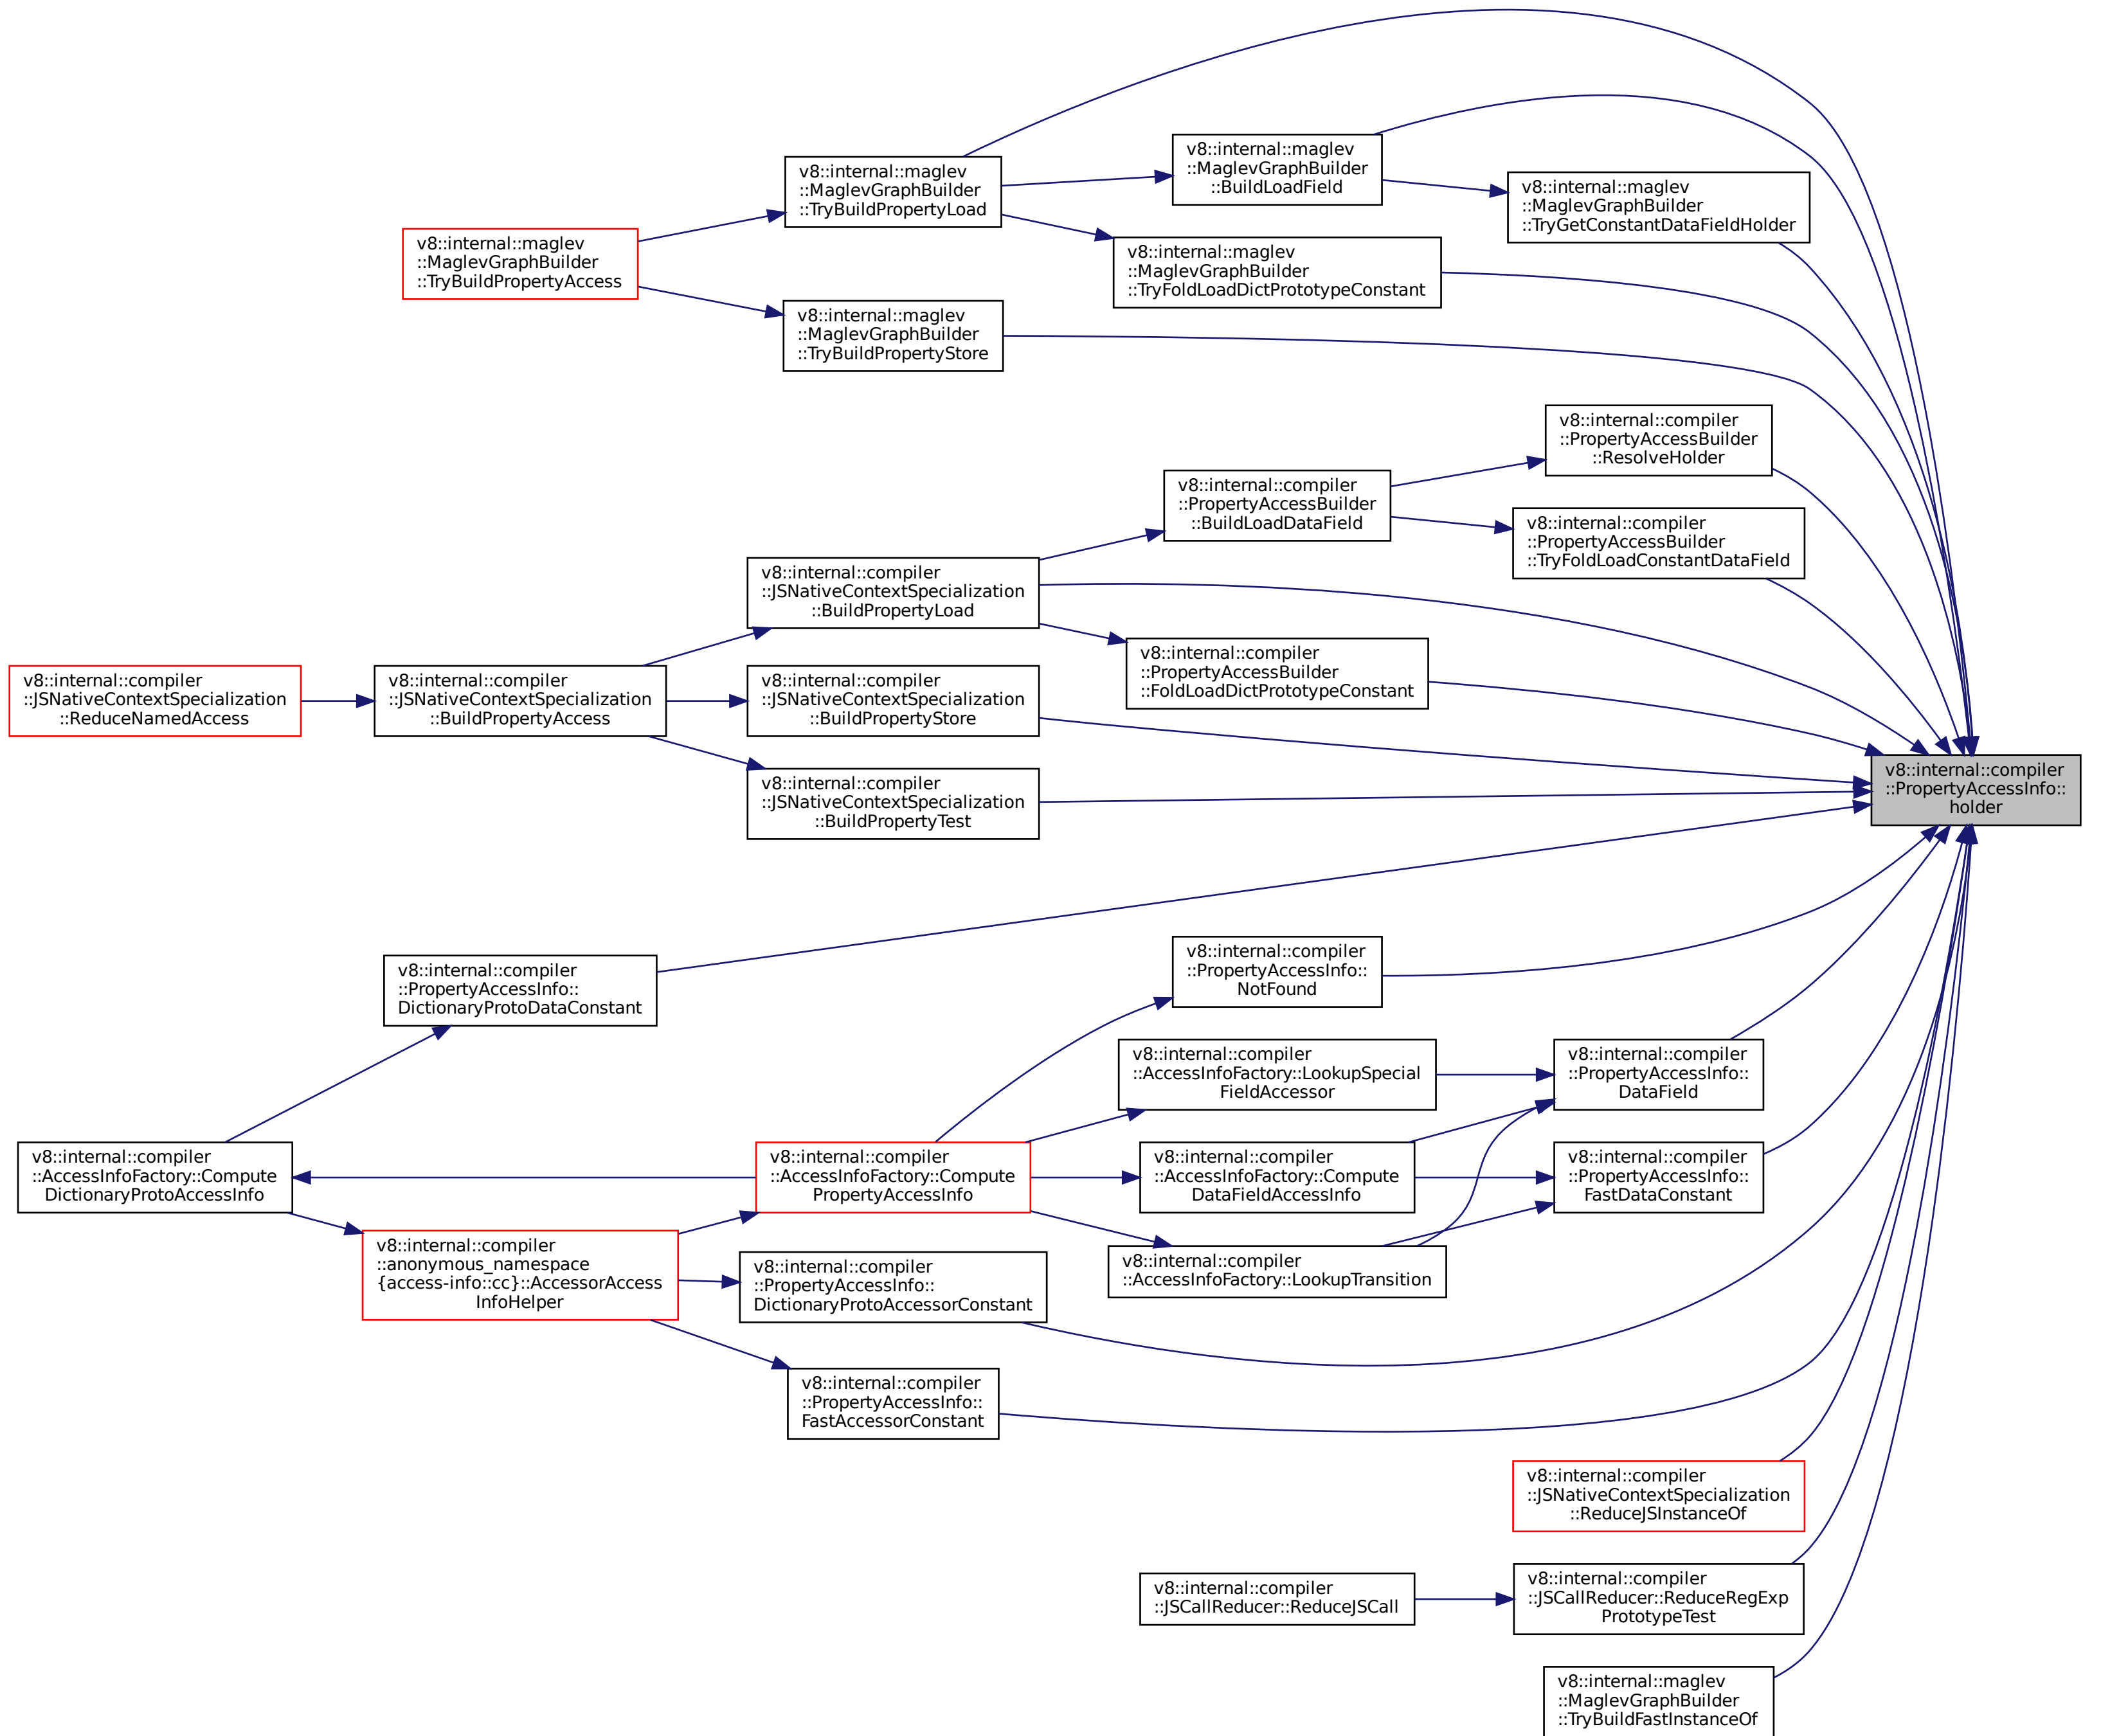 v8::internal::maglev
::MaglevGraphBuilder
::BuildLoadField
v8::internal::maglev
::MaglevGraphBuilder
::TryBuildPropertyLoad
v8::internal::maglev
::MaglevGraphBuilder
::TryGetConstantDataFieldHolder
v8::internal::maglev
::MaglevGraphBuilder
::TryBuildPropertyAccess
v8::internal::maglev
::MaglevGraphBuilder
::TryFoldLoadDictPrototypeConstant
v8::internal::maglev
::MaglevGraphBuilder
::TryBuildPropertyStore
v8::internal::compiler
::PropertyAccessBuilder
::ResolveHolder
v8::internal::compiler
::PropertyAccessBuilder
::BuildLoadDataField
v8::internal::compiler
::PropertyAccessBuilder
::TryFoldLoadConstantDataField
v8::internal::compiler
::JSNativeContextSpecialization
::BuildPropertyLoad
v8::internal::compiler
::PropertyAccessBuilder
::FoldLoadDictPrototypeConstant
v8::internal::compiler
::JSNativeContextSpecialization
::ReduceNamedAccess
v8::internal::compiler
::JSNativeContextSpecialization
::BuildPropertyAccess
v8::internal::compiler
::JSNativeContextSpecialization
::BuildPropertyStore
v8::internal::compiler
::JSNativeContextSpecialization
::BuildPropertyTest
v8::internal::compiler
::PropertyAccessInfo::
holder
v8::internal::compiler
::PropertyAccessInfo::
NotFound
v8::internal::compiler
::PropertyAccessInfo::
DictionaryProtoDataConstant
v8::internal::compiler
::AccessInfoFactory::LookupSpecial
FieldAccessor
v8::internal::compiler
::PropertyAccessInfo::
DataField
v8::internal::compiler
::AccessInfoFactory::Compute
DictionaryProtoAccessInfo
v8::internal::compiler
::AccessInfoFactory::Compute
PropertyAccessInfo
v8::internal::compiler
::AccessInfoFactory::Compute
DataFieldAccessInfo
v8::internal::compiler
::PropertyAccessInfo::
FastDataConstant
v8::internal::compiler
::anonymous_namespace
{access-info::cc}::AccessorAccess
InfoHelper
v8::internal::compiler
::PropertyAccessInfo::
DictionaryProtoAccessorConstant
v8::internal::compiler
::AccessInfoFactory::LookupTransition
v8::internal::compiler
::PropertyAccessInfo::
FastAccessorConstant
v8::internal::compiler
::JSNativeContextSpecialization
::ReduceJSInstanceOf
v8::internal::compiler
::JSCallReducer::ReduceJSCall
v8::internal::compiler
::JSCallReducer::ReduceRegExp
PrototypeTest
v8::internal::maglev
::MaglevGraphBuilder
::TryBuildFastInstanceOf